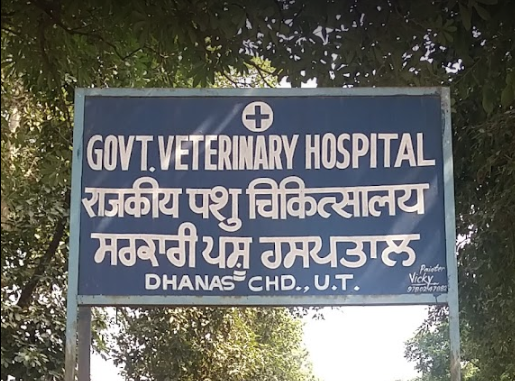 GOVT. VETERINARY HOSPITAL
राजकीय पशु चिकित्सालय
ਸਰਕਾਰੀ ਪਸ਼ੂ ਹਸਪਤਾਲ
DHANAS CHD., U.T.
Painter
Vicky